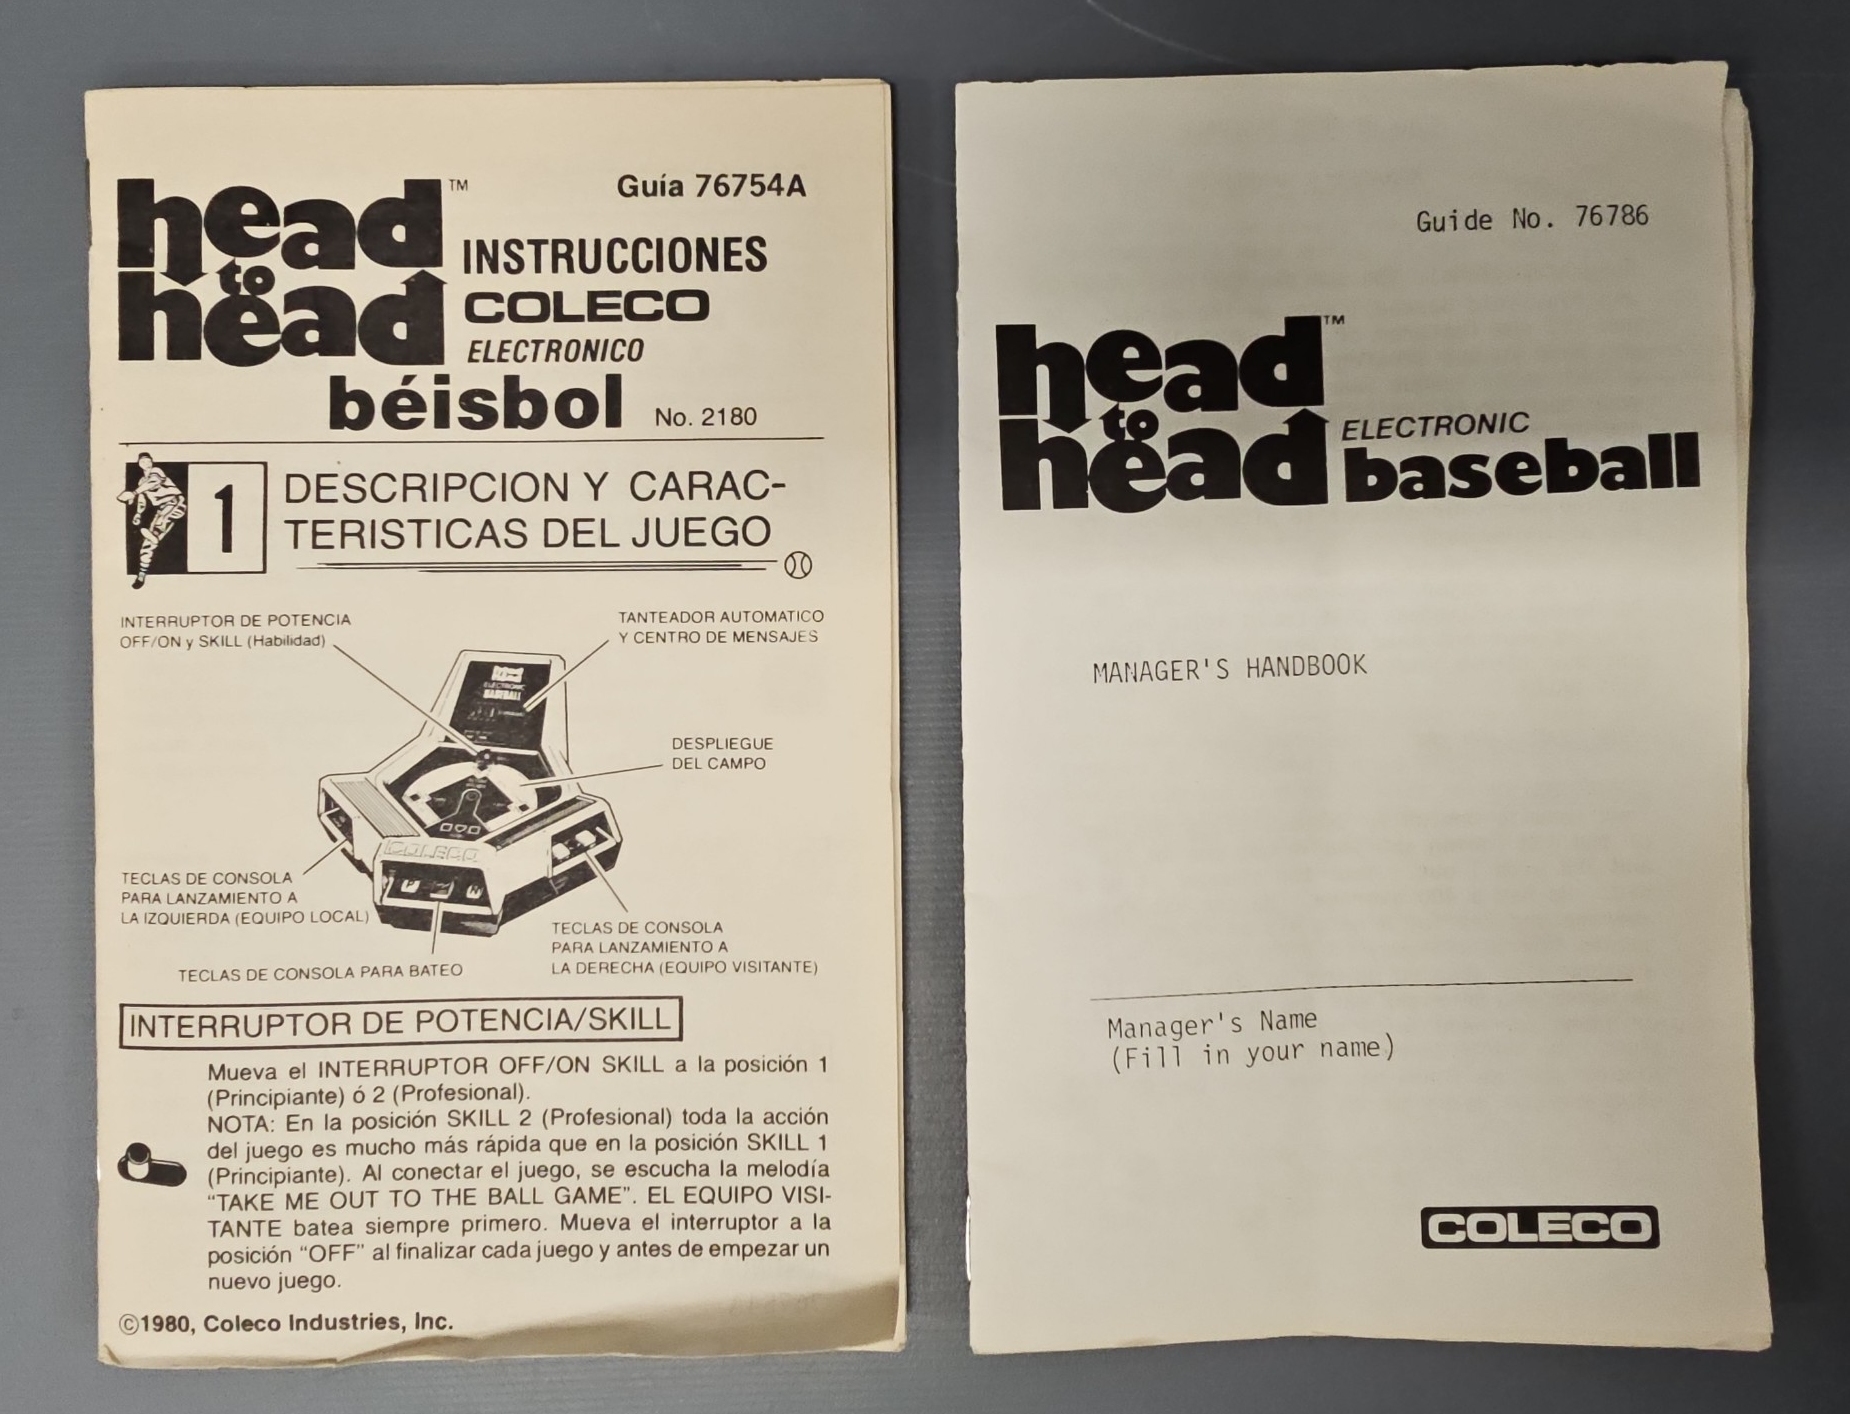 head
to
head™
Guía 76754A
INSTRUCCIONES
COLECO
ELECTRONICO
béisbol No. 2180
1
DESCRIPCION Y CARAC-
TERISTICAS DEL JUEGO
INTERRUPTOR DE POTENCIA
OFF/ON y SKILL (Habilidad)
TANTEADOR AUTOMATICO
Y CENTRO DE MENSAJES
ELECTRONIC
BASEBALL
DESPLIEGUE
DEL CAMPO
COLECO
P
TECLAS DE CONSOLA
PARA LANZAMIENTO A
LA IZQUIERDA (EQUIPO LOCAL)
TECLAS DE CONSOLA PARA BATEO
TECLAS DE CONSOLA
PARA LANZAMIENTO A
LA DERECHA (EQUIPO VISITANTE)
INTERRUPTOR DE POTENCIA/SKILL
Mueva el INTERRUPTOR OFF/ON SKILL a la posición 1
(Principiante) ó 2 (Profesional).
NOTA: En la posición SKILL 2 (Profesional) toda la acción
del juego es mucho más rápida que en la posición SKILL 1
(Principiante). Al conectar el juego, se escucha la melodía
“TAKE ME OUT TO THE BALL GAME”. EL EQUIPO VISI-
TANTE batea siempre primero. Mueva el interruptor a la
posición “OFF” al finalizar cada juego y antes de empezar un
nuevo juego.
©1980, Coleco Industries, Inc.
Guide No. 76786
head
to
head™
ELECTRONIC
baseball
MANAGER'S HANDBOOK
Manager's Name
(Fill in your name)
COLECO